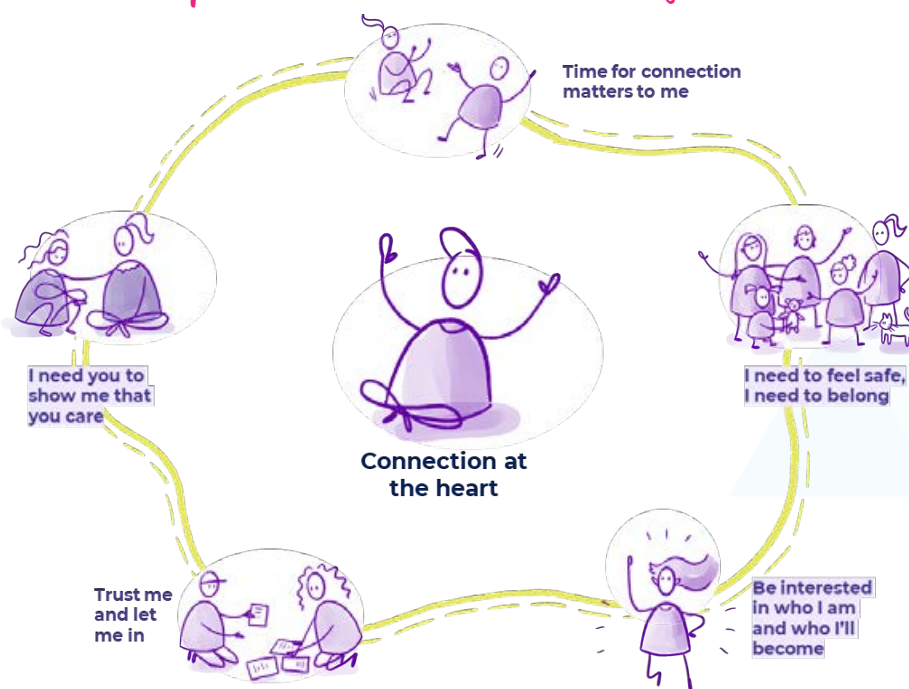 Time for connection
matters to me
I need you to
show me that
you care
I need to feel safe,
I need to belong
Connection at
the heart
Trust me
and let
me in
Be interested
in who I am
and who I'll
become